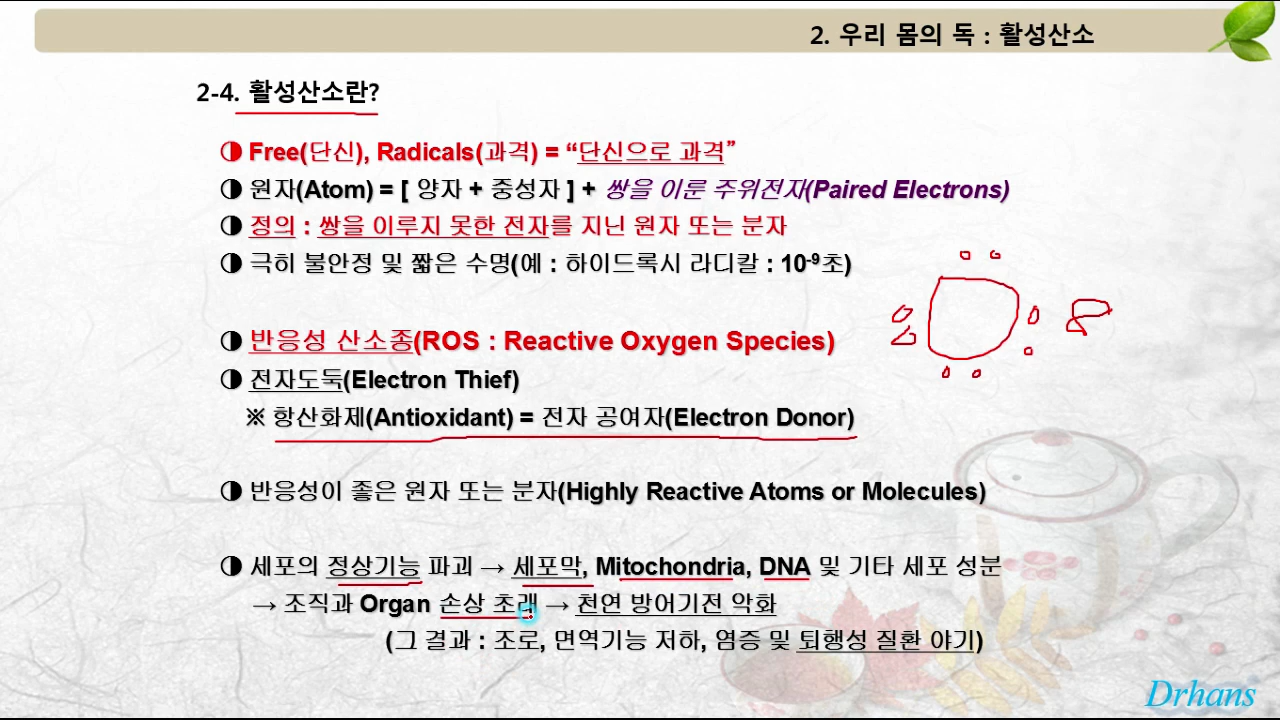 2. 우리 몸의 독 : 활성산소
2-4. 활성산소란?
◑ Free(단신), Radicals(과격) = “단신으로 과격”
◑ 원자(Atom) = [ 양자 + 중성자 ] + 쌍을 이룬 주위전자(Paired Electrons)
◑ 정의 : 쌍을 이루지 못한 전자를 지닌 원자 또는 분자
◑ 극히 불안정 및 짧은 수명(예 : 하이드록시 라디칼 : 10⁻⁹초)
◑ 반응성 산소종(ROS : Reactive Oxygen Species)
◑ 전자도둑(Electron Thief)
※ 항산화제(Antioxidant) = 전자 공여자(Electron Donor)
◑ 반응성이 좋은 원자 또는 분자(Highly Reactive Atoms or Molecules)
◑ 세포의 정상기능 파괴 → 세포막, Mitochondria, DNA 및 기타 세포 성분
→ 조직과 Organ 손상 초래 → 천연 방어기전 악화
(그 결과 : 조로, 면역기능 저하, 염증 및 퇴행성 질환 야기)
Drhans